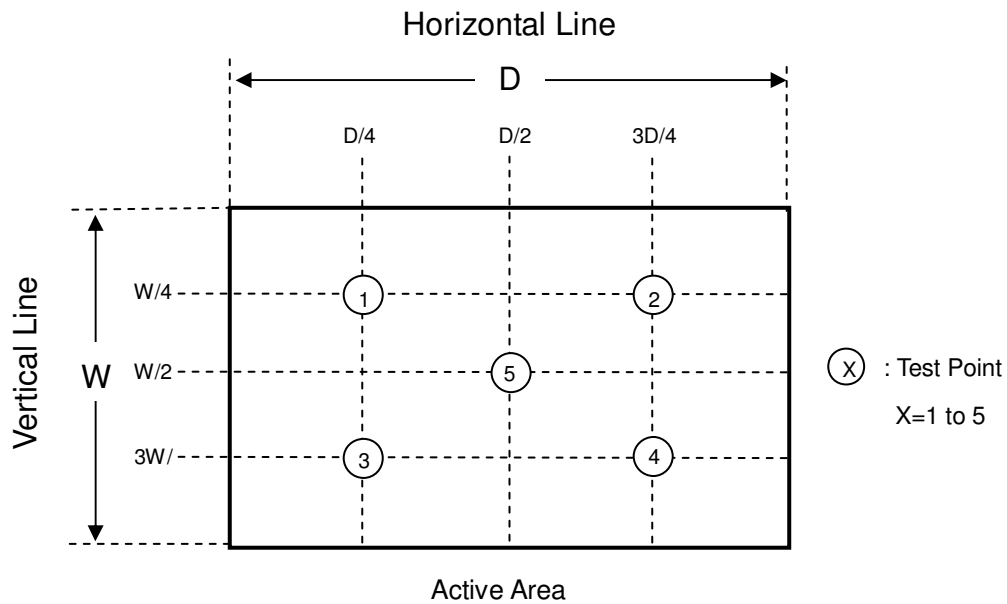 Horizontal Line
D
D/4 D/2 3D/4
W/4
1 2
Vertical Line
W
W/2
5
X : Test Point
X=1 to 5
3W/
3 4
Active Area